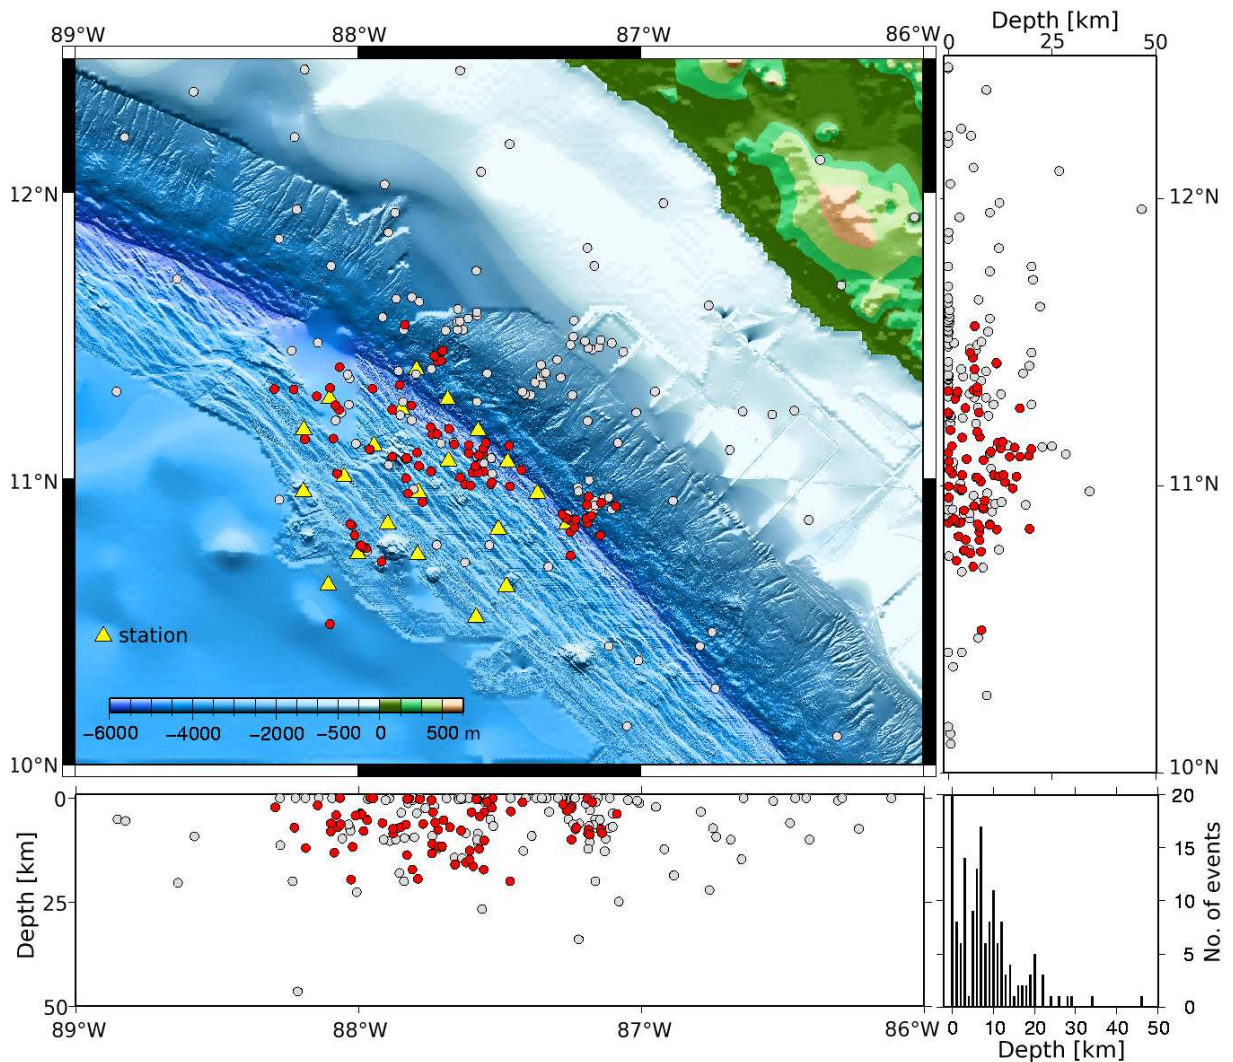 89°W 88°W 87°W 86°W
Depth [km]
0 25 50
12°N
11°N
10°N
12°N
11°N
10°N
station
-6000 -4000 -2000 -500 0 500 m
0
25
50
Depth [km]
89°W 88°W 87°W 86°W
20
15
10
5
0
No. of events
0 10 20 30 40 50
Depth [km]